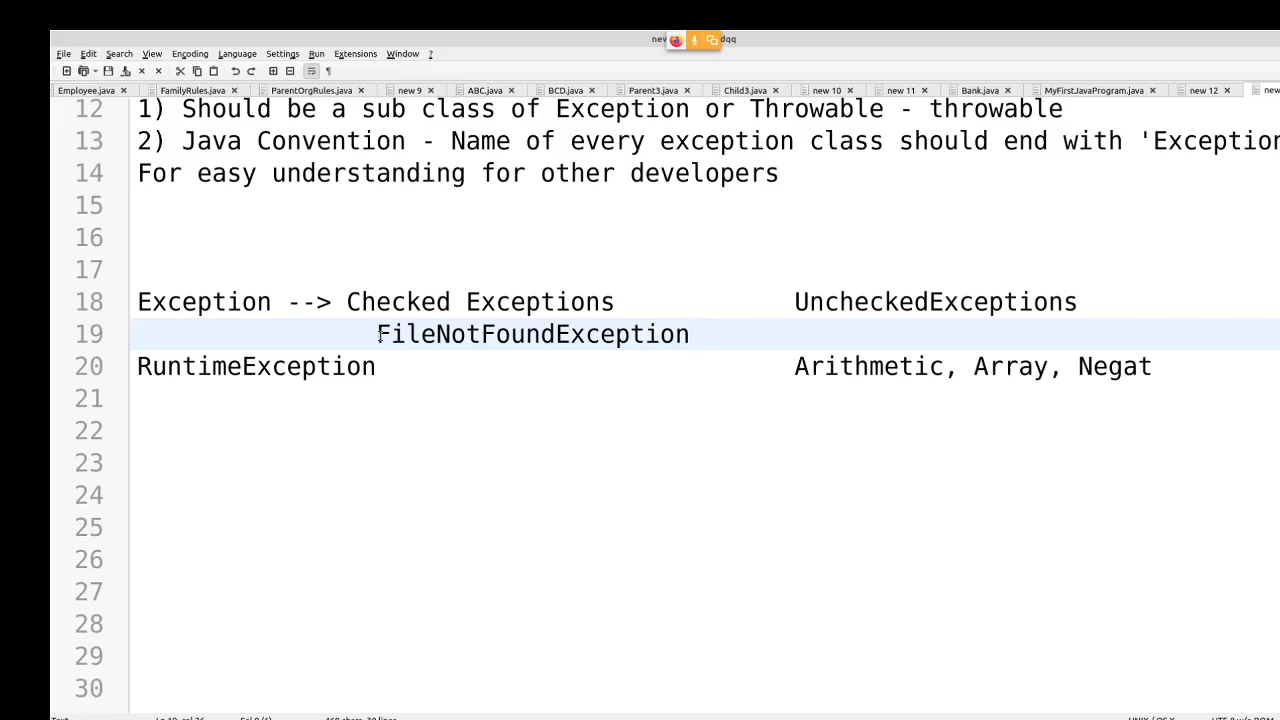 new dqq
File Edit Search View Encoding Language Settings Run Extensions Window ?
Employee.java FamilyRules.java ParentOrgRules.java new 9 ABC.java BCD.java Parent3.java Child3.java new 10 new 11 Bank.java MyFirstJavaProgram.java new 12 new
12 1) Should be a sub class of Exception or Throwable - throwable
13 2) Java Convention - Name of every exception class should end with 'Exception
14 For easy understanding for other developers
15
16
17
18 Exception --> Checked Exceptions UncheckedExceptions
19 FileNotFoundException
20 RuntimeException Arithmetic, Array, Negat
21
22
23
24
25
26
27
28
29
30